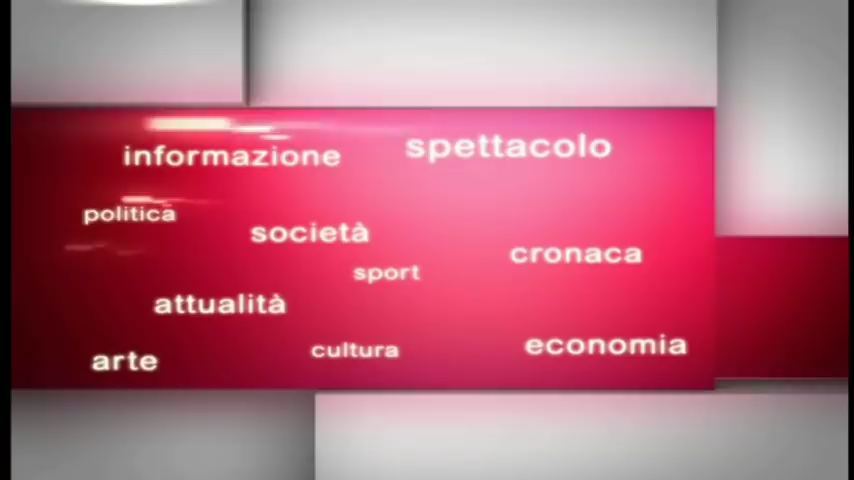 informazione
spettacolo
politica
società
cronaca
sport
attualità
cultura
economia
arte